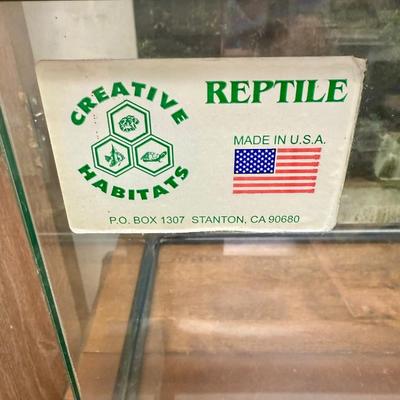 CREATIVE
HABITATS
REPTILE
MADE IN U.S.A.
P.O. BOX 1307 STANTON, CA 90680